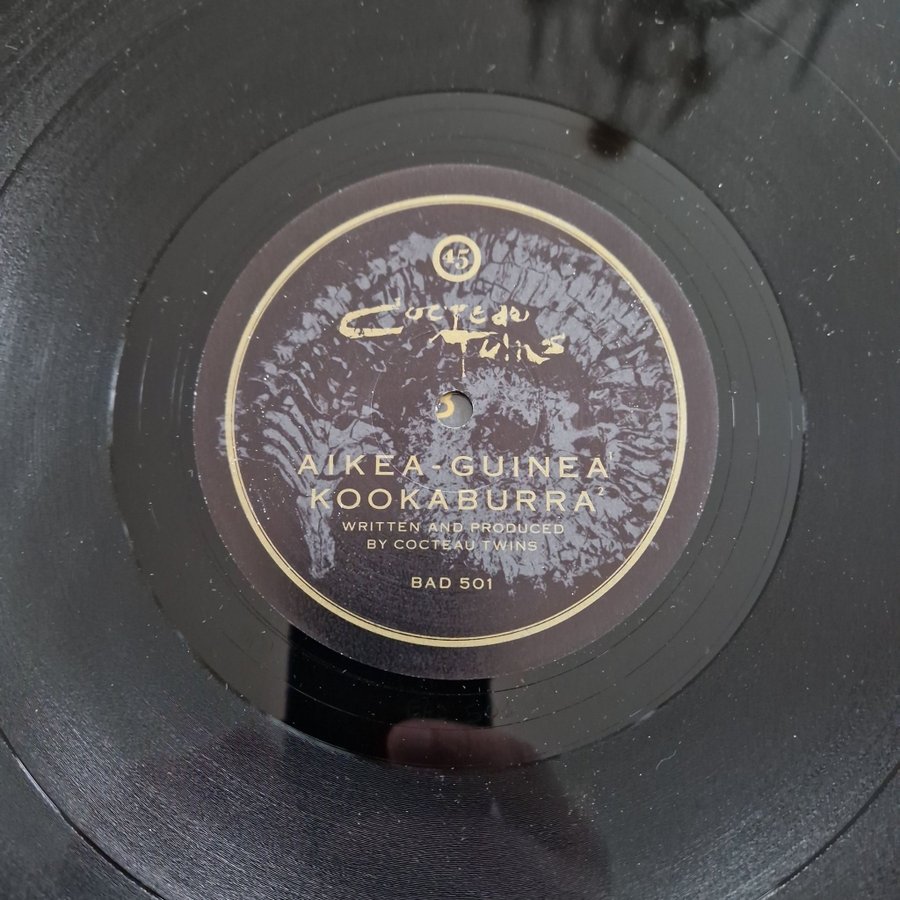 45
Cocteau
Twins
AIKEA-GUINEA¹
KOOKABURRA²
WRITTEN AND PRODUCED
BY COCTEAU TWINS
BAD 501